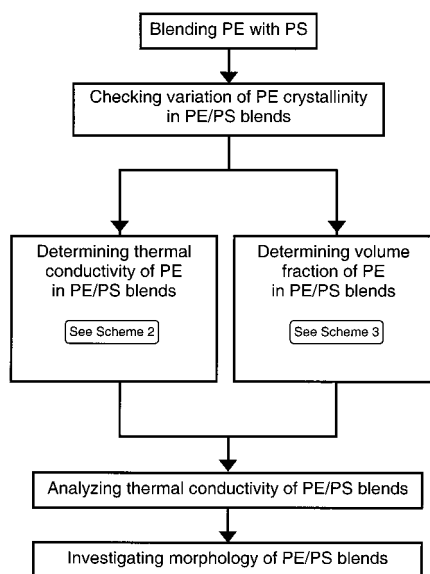 Blending PE with PS
Checking variation of PE crystallinity
in PE/PS blends
Determining thermal
conductivity of PE
in PE/PS blends
See Scheme 2
Determining volume
fraction of PE
in PE/PS blends
See Scheme 3
Analyzing thermal conductivity of PE/PS blends
Investigating morphology of PE/PS blends